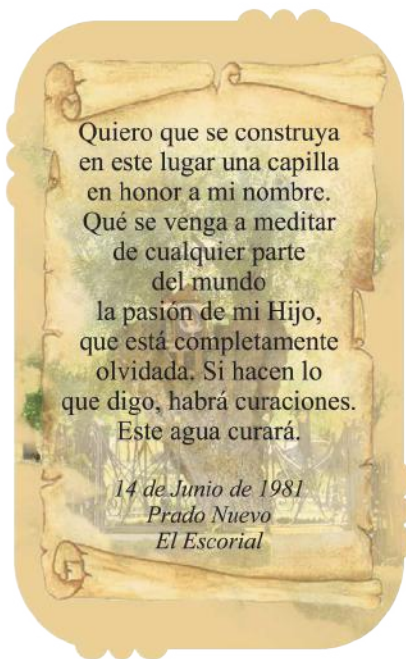 Quiero que se construya
en este lugar una capilla
en honor a mi nombre.
Qué se venga a meditar
de cualquier parte
del mundo
la pasión de mi Hijo,
que está completamente
olvidada. Si hacen lo
que digo, habrá curaciones.
Este agua curará.
14 de Junio de 1981
Prado Nuevo
El Escorial